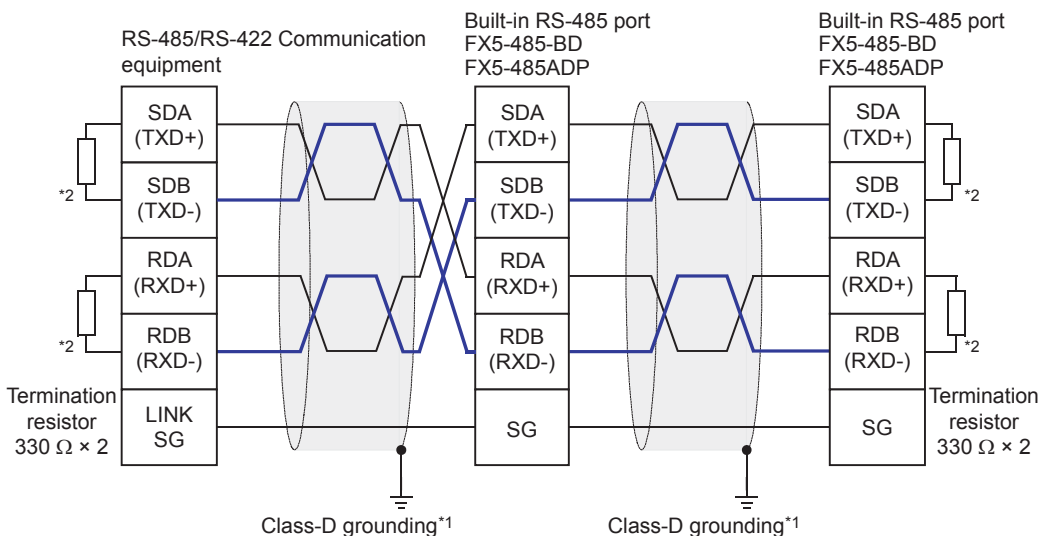 RS-485/RS-422 Communication
equipment
Built-in RS-485 port
FX5-485-BD
FX5-485ADP
Built-in RS-485 port
FX5-485-BD
FX5-485ADP
SDA
(TXD+)
SDB
(TXD-)
RDA
(RXD+)
RDB
(RXD-)
LINK
SG
*2
*2
Termination
resistor
330 Ω × 2
SDA
(TXD+)
SDB
(TXD-)
RDA
(RXD+)
RDB
(RXD-)
SG
SDA
(TXD+)
SDB
(TXD-)
RDA
(RXD+)
RDB
(RXD-)
SG
*2
*2
Termination
resistor
330 Ω × 2
Class-D grounding*1
Class-D grounding*1